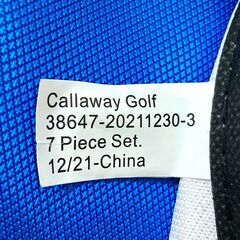 Callaway Golf
38647-20211230-3
7 Piece Set.
12/21-China